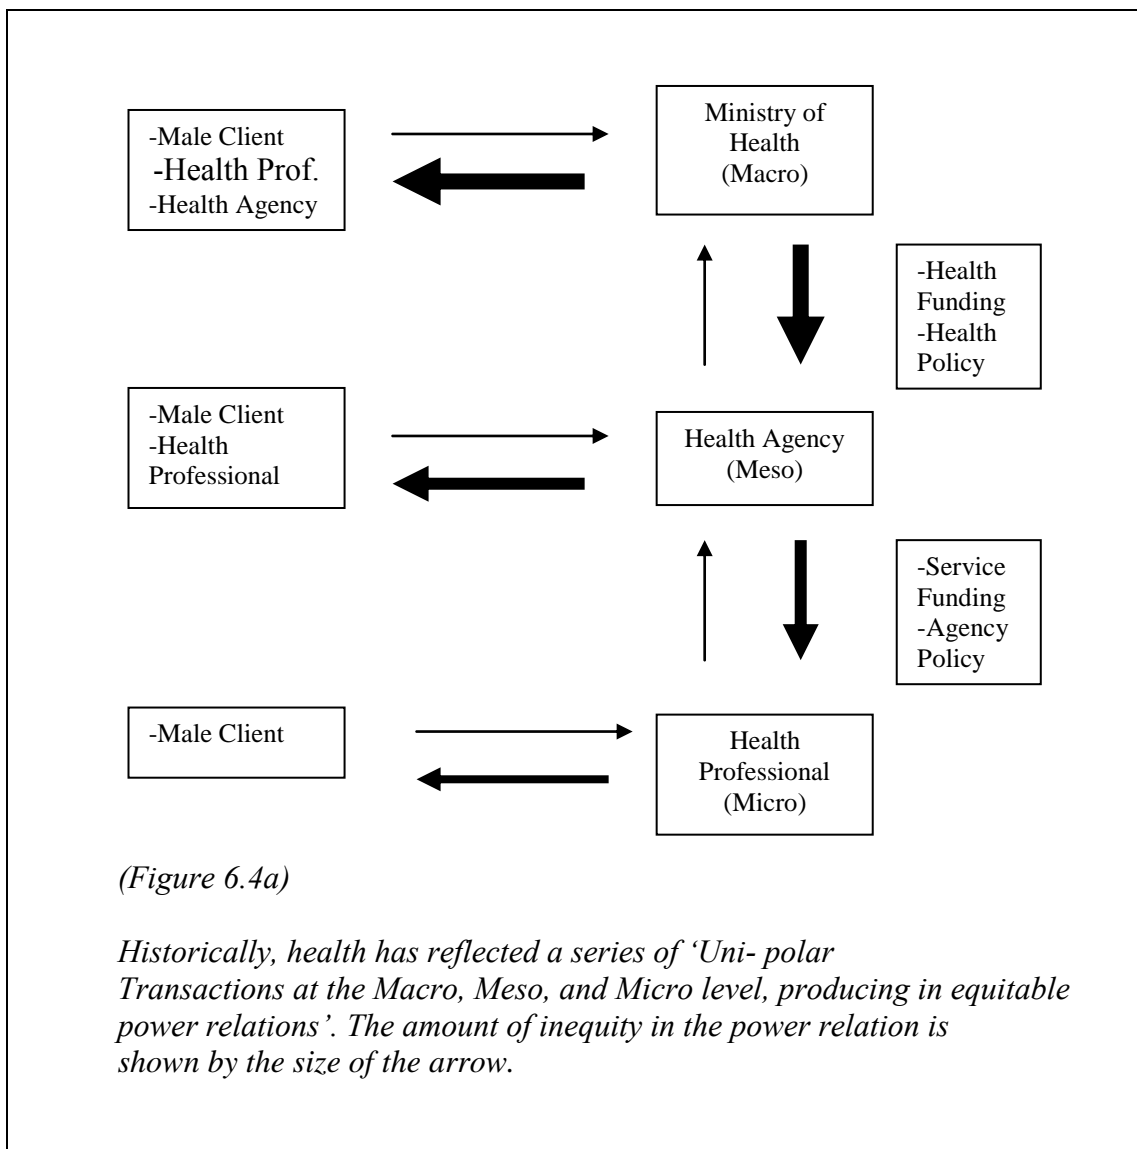 -Male Client
-Health Prof.
-Health Agency
Ministry of
Health
(Macro)
-Health
Funding
-Health
Policy
-Male Client
-Health
Professional
Health Agency
(Meso)
-Service
Funding
-Agency
Policy
-Male Client
Health
Professional
(Micro)
(Figure 6.4a)
Historically, health has reflected a series of ‘Uni- polar
Transactions at the Macro, Meso, and Micro level, producing in equitable
power relations’. The amount of inequity in the power relation is
shown by the size of the arrow.